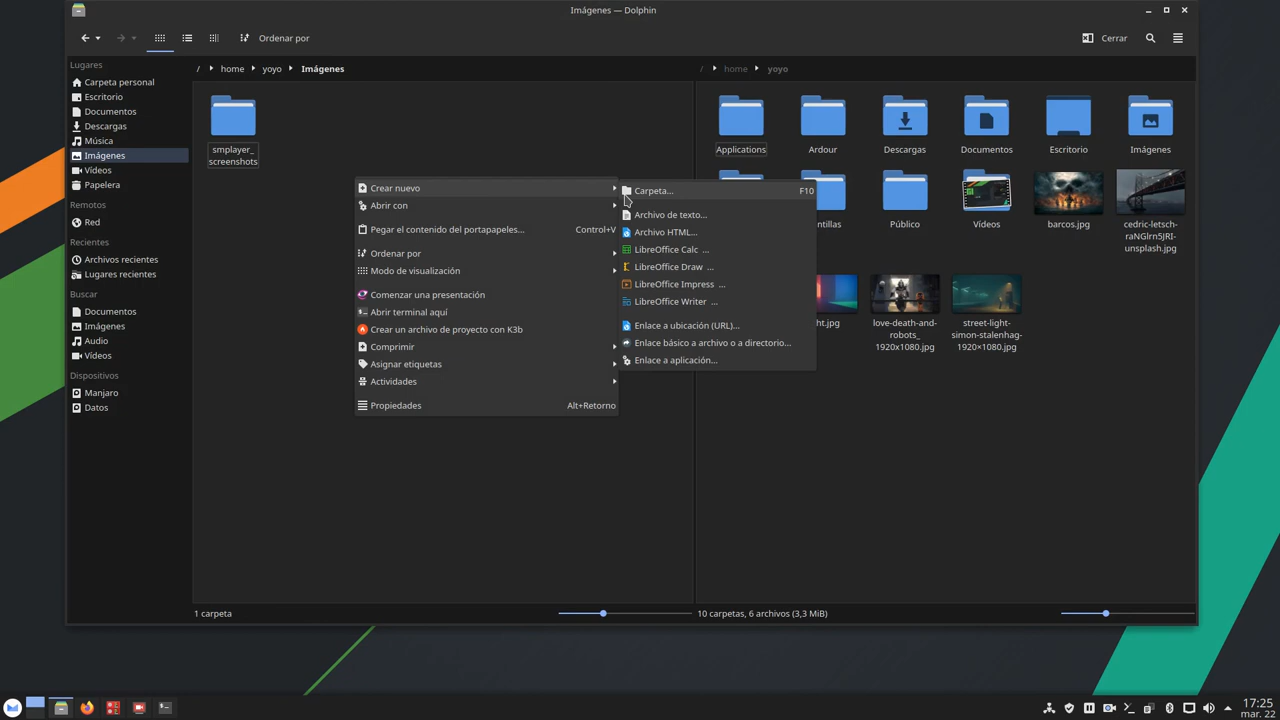 Imágenes — Dolphin
Ordenar por
Cerrar
Lugares
Carpeta personal
Escritorio
Documentos
Descargas
Música
Imágenes
Vídeos
Papelera
Remotos
Red
Recientes
Archivos recientes
Lugares recientes
Buscar
Documentos
Imágenes
Audio
Vídeos
Dispositivos
Manjaro
Datos
/ home yoyo Imágenes
smplayer_
screenshots
Crear nuevo
Abrir con
Pegar el contenido del portapapeles... Control+V
Ordenar por
Modo de visualización
Comenzar una presentación
Abrir terminal aquí
Crear un archivo de proyecto con K3b
Comprimir
Asignar etiquetas
Actividades
Propiedades Alt+Retorno
Carpeta... F10
Archivo de texto...
Archivo HTML...
LibreOffice Calc ...
LibreOffice Draw ...
LibreOffice Impress ...
LibreOffice Writer ...
Enlace a ubicación (URL)...
Enlace básico a archivo o a directorio...
Enlace a aplicación...
1 carpeta
/ home yoyo
Applications
Ardour
Descargas
Documentos
Escritorio
Imágenes
ntillas
Público
Vídeos
barcos.jpg
cedric-letsch-
raNGlrn5JRI-
unsplash.jpg
ht.jpg
love-death-and-
robots_
1920x1080.jpg
street-light-
simon-stalenhag-
1920×1080.jpg
10 carpetas, 6 archivos (3,3 MiB)
17:25
mar. 22